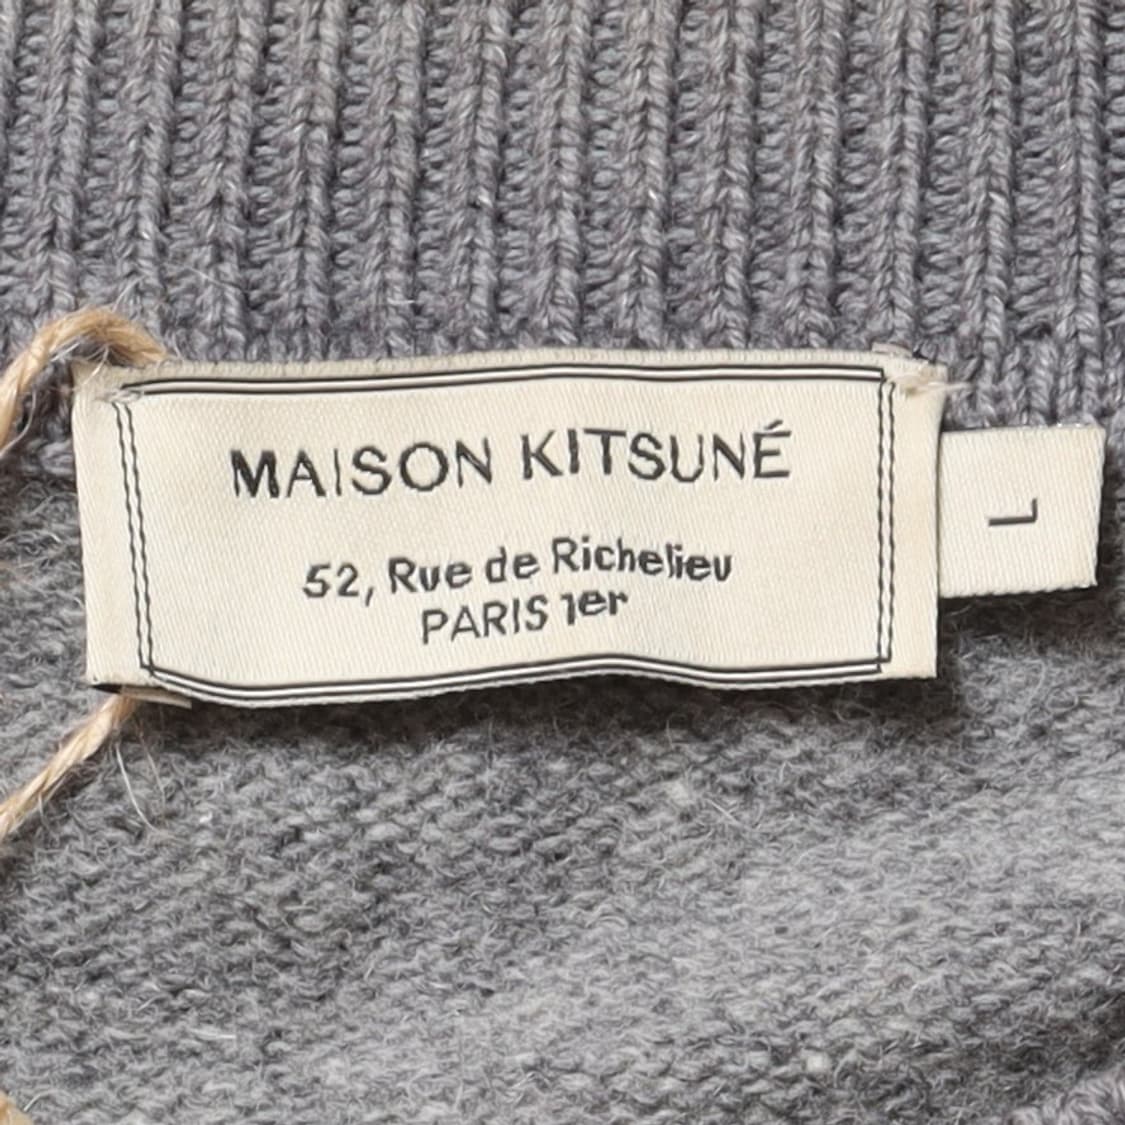 MAISON KITSUNÉ
52, Rue de Richelieu
PARIS 1er
L